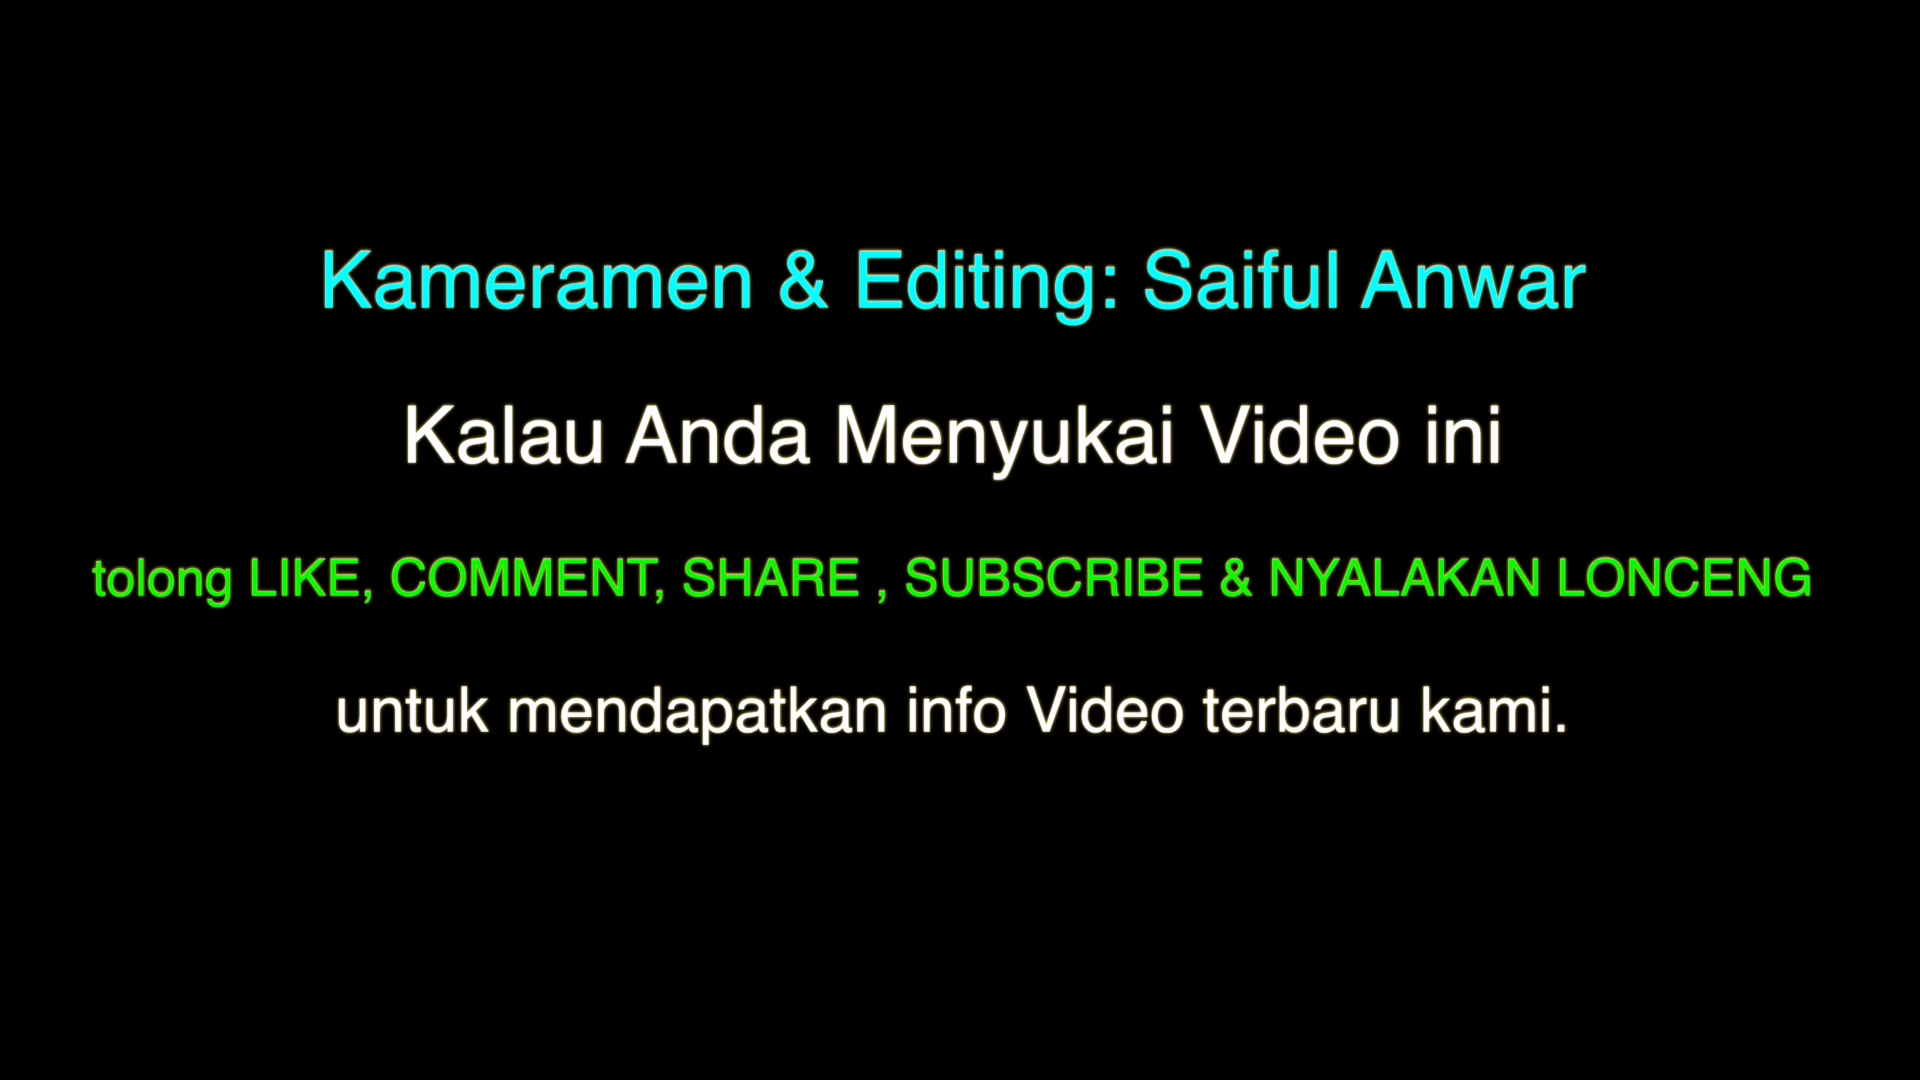 Kameramen & Editing: Saiful Anwar
Kalau Anda Menyukai Video ini
tolong LIKE, COMMENT, SHARE , SUBSCRIBE & NYALAKAN LONCENG
untuk mendapatkan info Video terbaru kami.